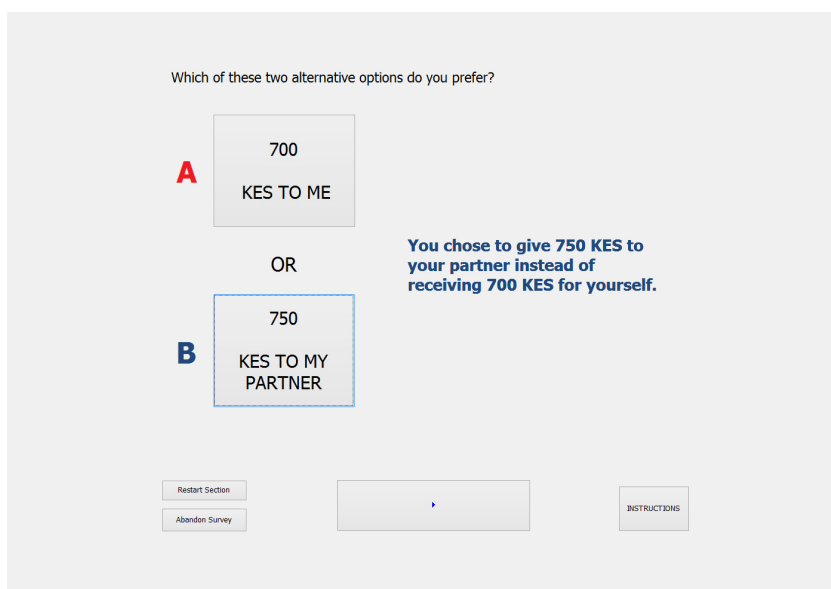 Which of these two alternative options do you prefer?
A
700
KES TO ME
OR
You chose to give 750 KES to
your partner instead of
receiving 700 KES for yourself.
B
750
KES TO MY
PARTNER
Restart Section
Abandon Survey
INSTRUCTIONS